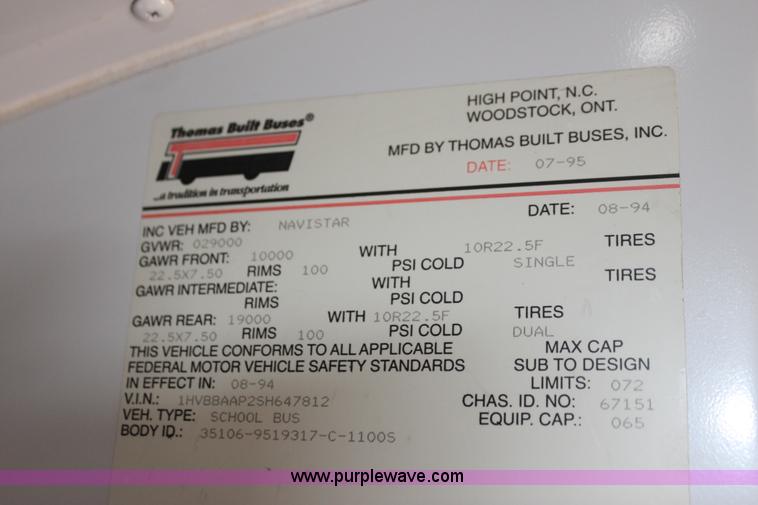 Thomas Built Buses®
...a tradition in transportation
HIGH POINT, N.C.
WOODSTOCK, ONT.
MFD BY THOMAS BUILT BUSES, INC.
DATE: 07-95
INC VEH MFD BY: NAVISTAR DATE: 08-94
GVWR: 029000
GAWR FRONT: 10000 WITH 10R22.5F TIRES
22.5X7.50 RIMS 100 PSI COLD SINGLE
GAWR INTERMEDIATE: WITH TIRES
RIMS PSI COLD
GAWR REAR: 19000 WITH 10R22.5F TIRES
22.5X7.50 RIMS 100 PSI COLD DUAL
THIS VEHICLE CONFORMS TO ALL APPLICABLE MAX CAP
FEDERAL MOTOR VEHICLE SAFETY STANDARDS SUB TO DESIGN
IN EFFECT IN: 08-94 LIMITS: 072
V.I.N.: 1HVBBAAP2SH647812 CHAS. ID. NO: 67151
VEH. TYPE: SCHOOL BUS EQUIP. CAP.: 065
BODY ID.: 35106-9519317-C-1100S
www.purplewave.com